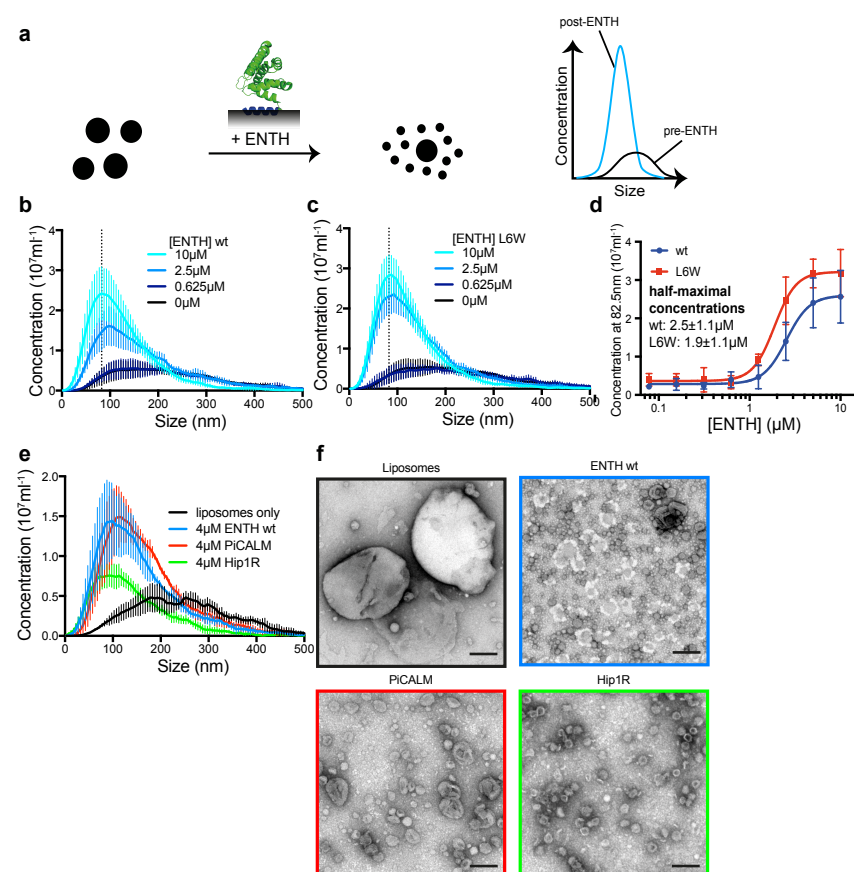 a
post-ENTH
+ ENTH
pre-ENTH
Concentration
Size
b
[ENTH] wt
10µM
2.5µM
0.625µM
0µM
Concentration (10⁷ml⁻¹)
4
3
2
1
0
0 100 200 300 400 500
Size (nm)
c
[ENTH] L6W
10µM
2.5µM
0.625µM
0µM
Concentration (10⁷ml⁻¹)
4
3
2
1
0
0 100 200 300 400 500
Size (nm)
d
wt
L6W
half-maximal
concentrations
wt: 2.5±1.1µM
L6W: 1.9±1.1µM
Concentration at 82.5nm (10⁷ml⁻¹)
4
3
2
1
0
0.1 1 10
[ENTH] (µM)
e
liposomes only
4µM ENTH wt
4µM PiCALM
4µM Hip1R
Concentration (10⁷ml⁻¹)
2.0
1.5
1.0
0.5
0.0
0 100 200 300 400 500
Size (nm)
f
Liposomes
ENTH wt
PiCALM
Hip1R